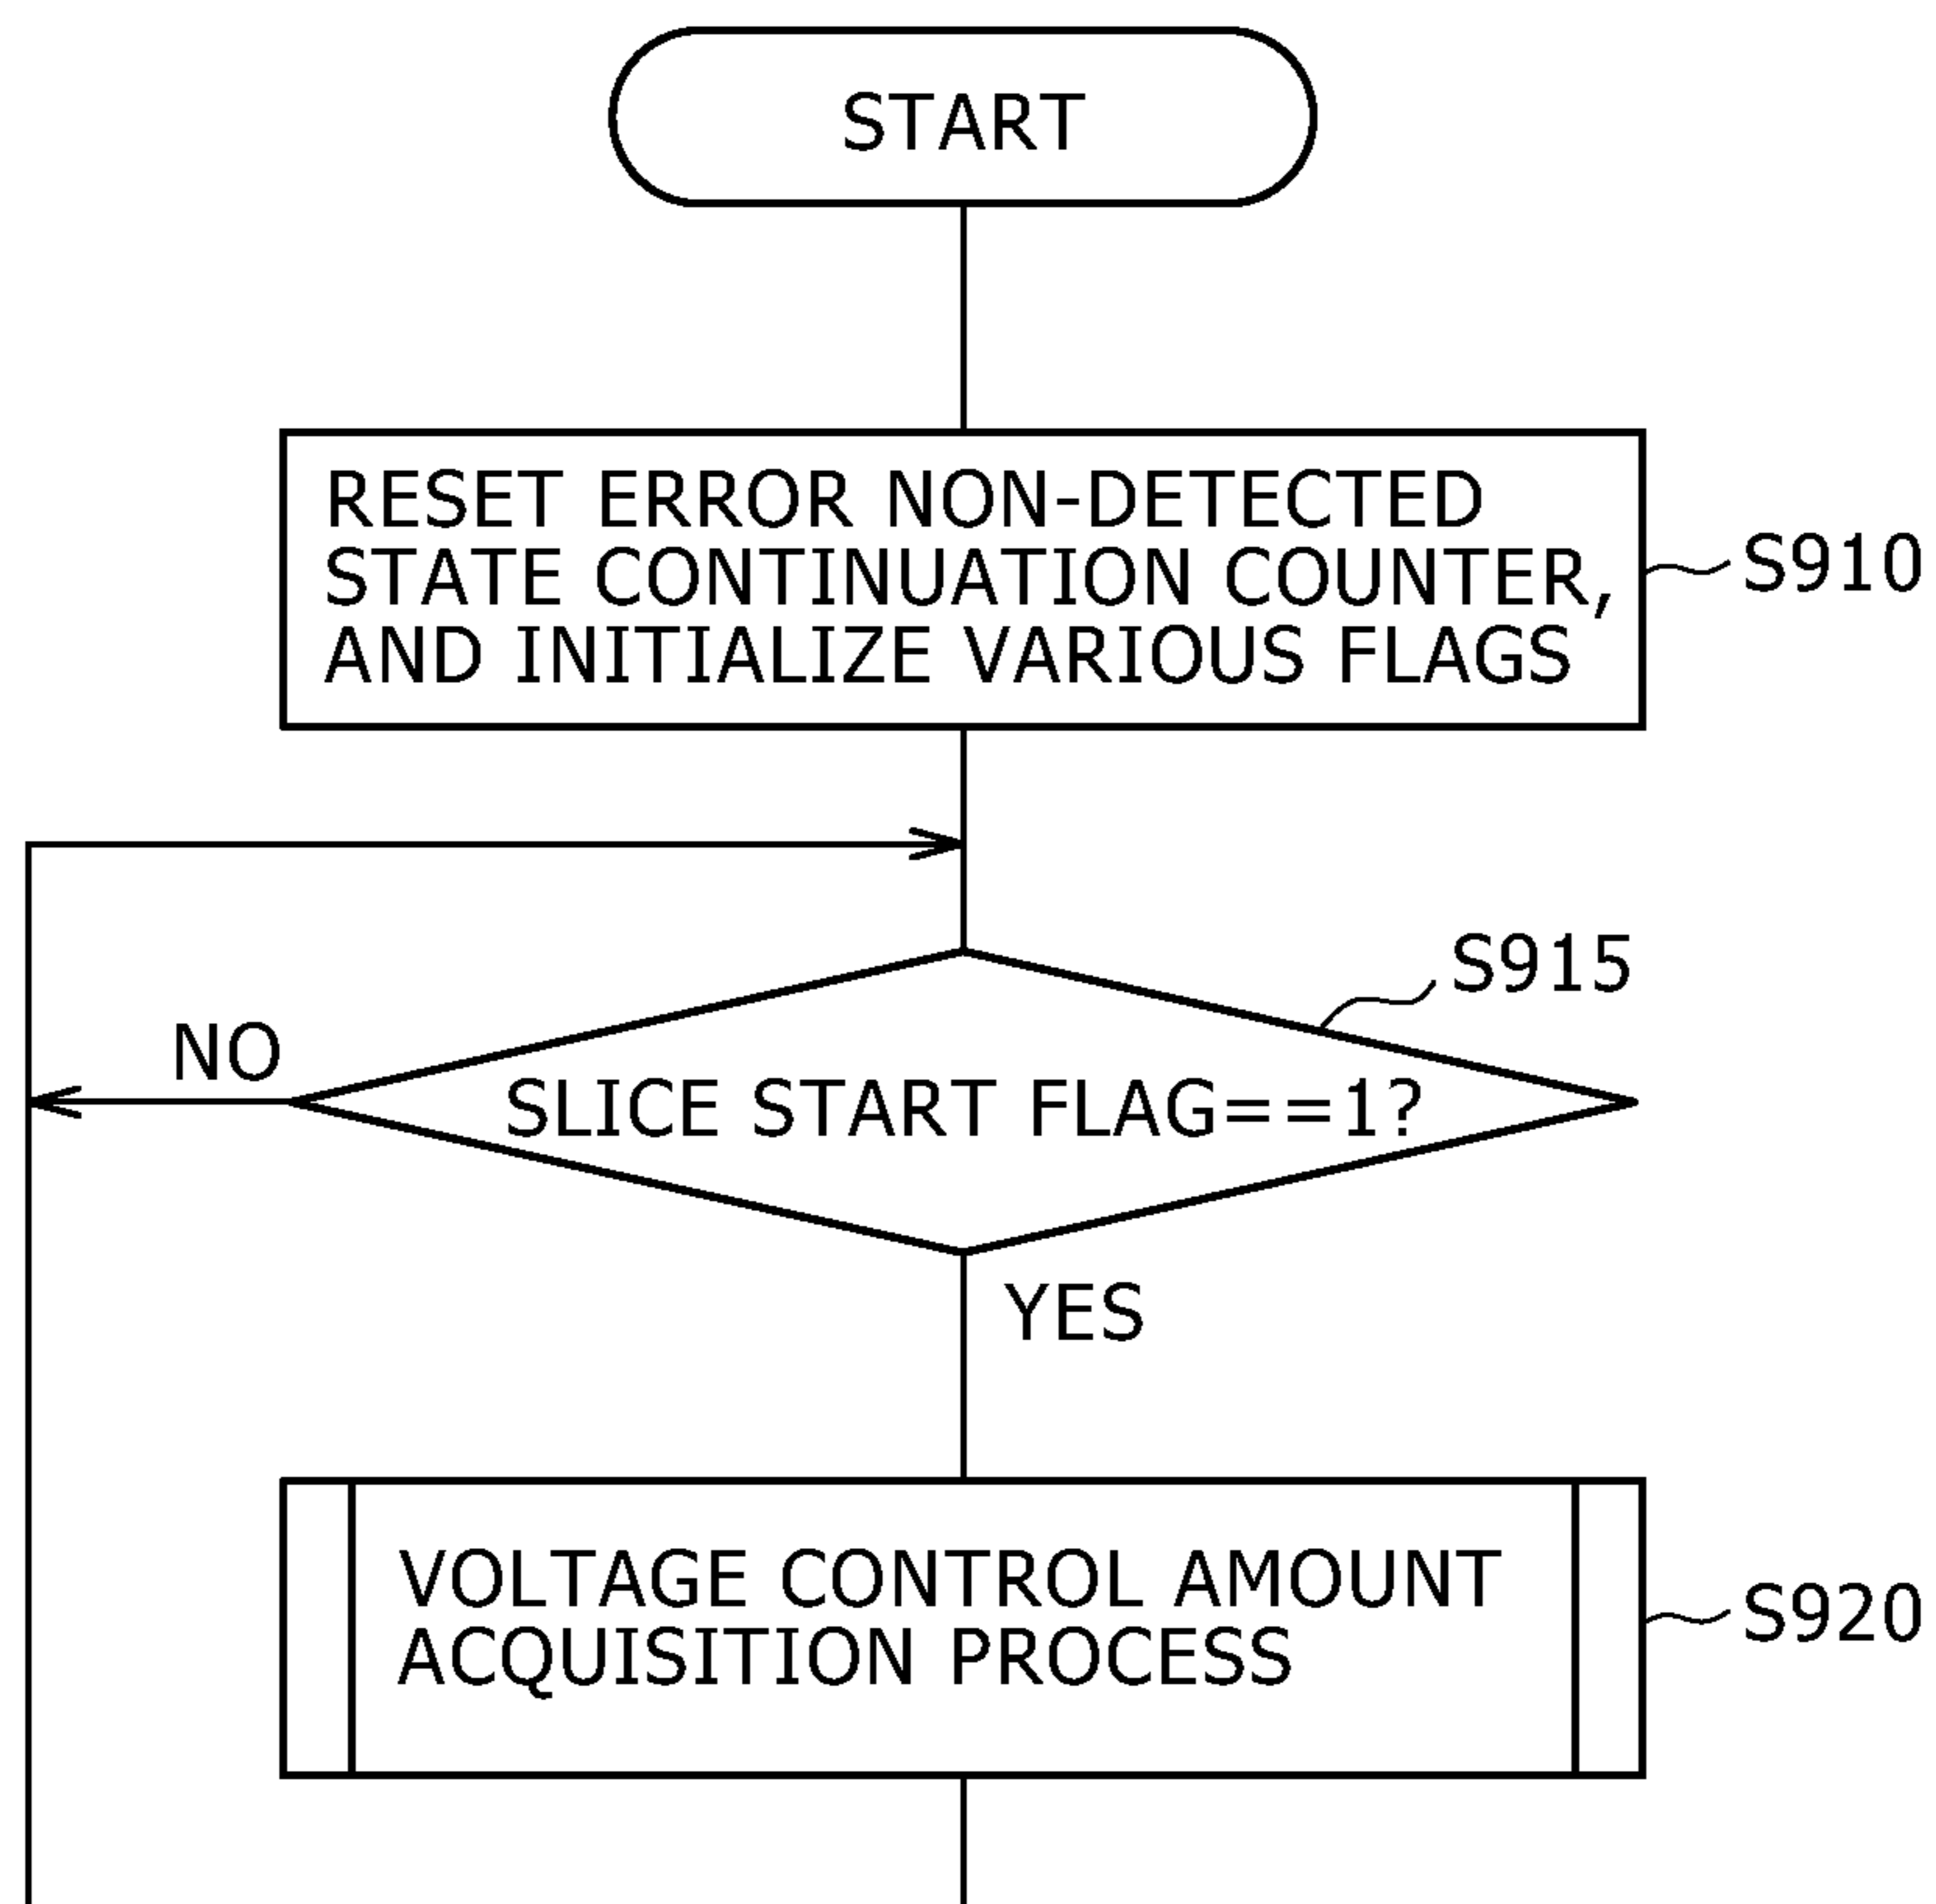 START
RESET ERROR NON-DETECTED
STATE CONTINUATION COUNTER,
AND INITIALIZE VARIOUS FLAGS
S910
S915
NO
SLICE START FLAG==1?
YES
VOLTAGE CONTROL AMOUNT
ACQUISITION PROCESS
S920